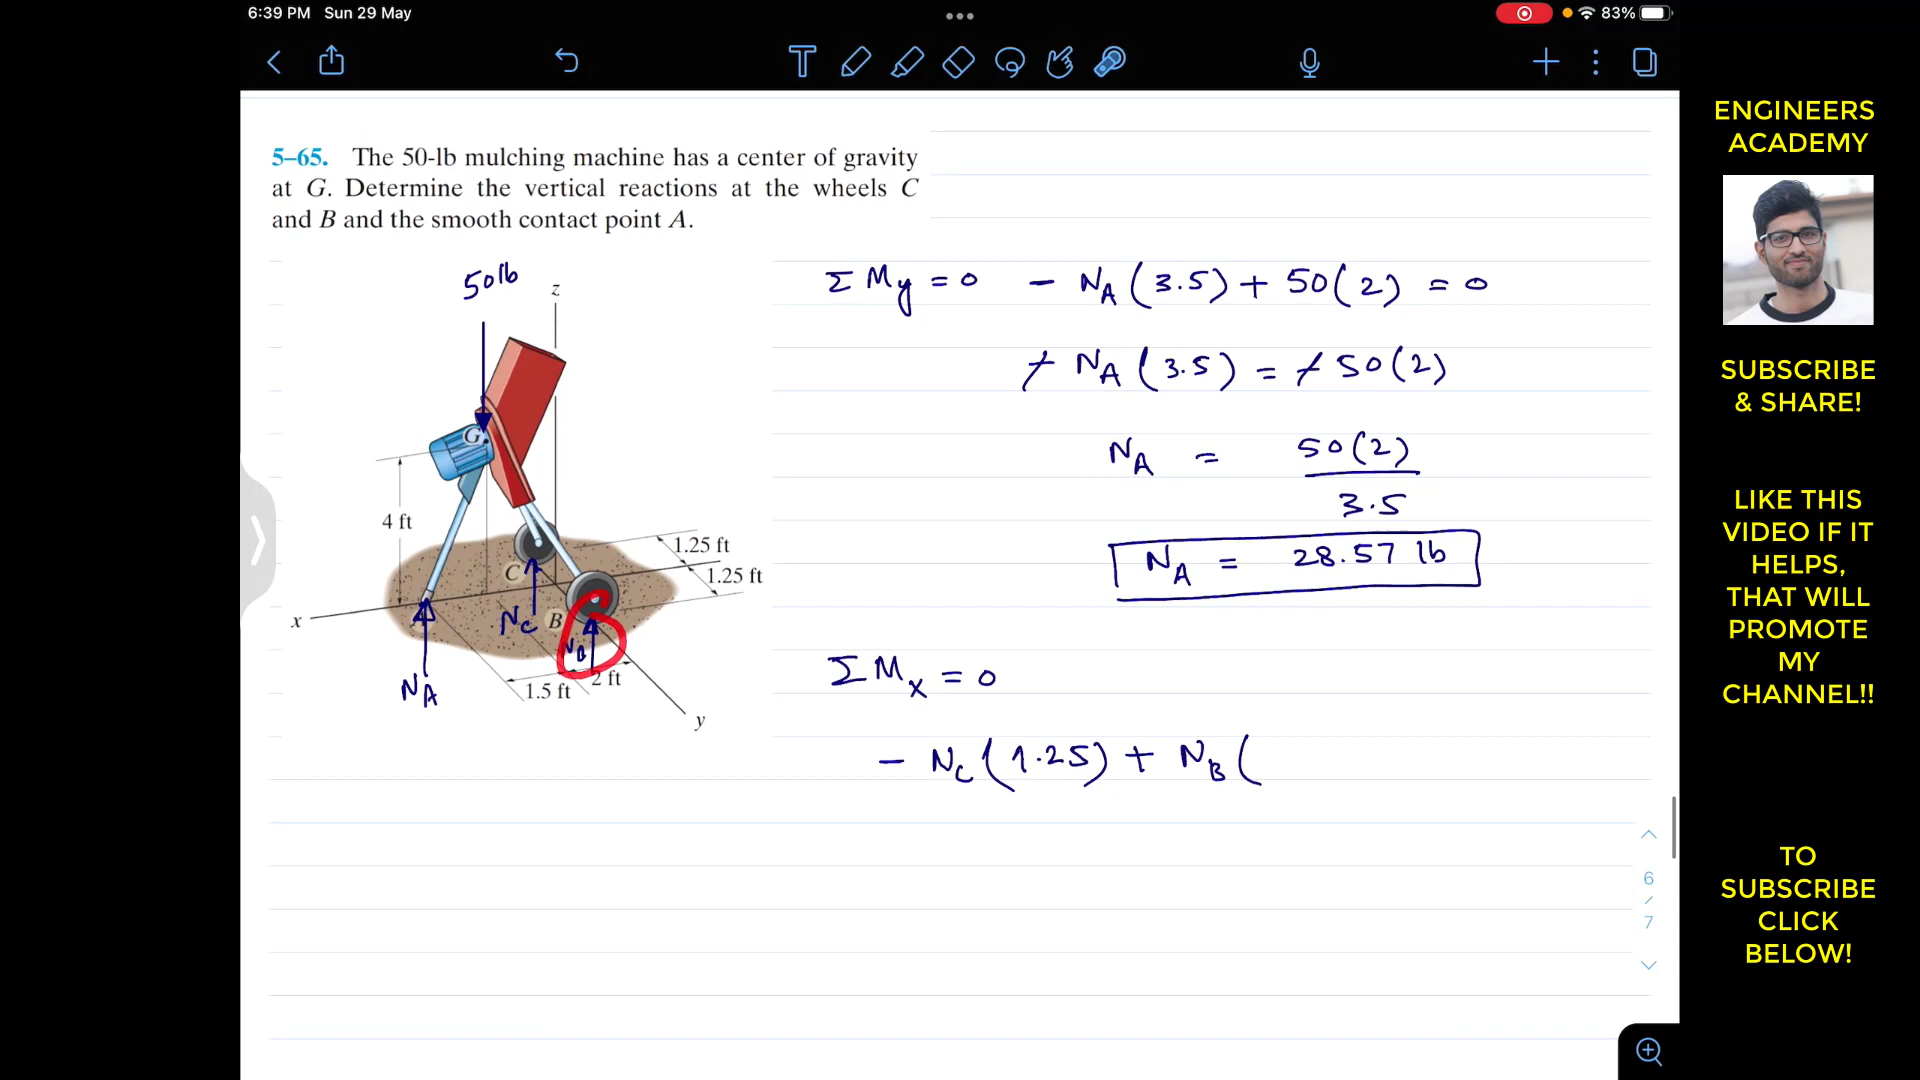 6:39 PM Sun 29 May
83%
5–65. The 50-lb mulching machine has a center of gravity
at G. Determine the vertical reactions at the wheels C
and B and the smooth contact point A.
50lb
z
G
4 ft
1.25 ft
1.25 ft
C
x
NC
B
NB
NA
1.5 ft
2 ft
y
Σ My = 0 - NA (3.5) + 50(2) = 0
- NA (3.5) = - 50(2)
NA = 50(2)
3.5
NA = 28.57 lb
Σ Mx = 0
- Nc (1.25) + NB (
6
7
ENGINEERS
ACADEMY
SUBSCRIBE
& SHARE!
LIKE THIS
VIDEO IF IT
HELPS,
THAT WILL
PROMOTE
MY
CHANNEL!!
TO
SUBSCRIBE
CLICK
BELOW!